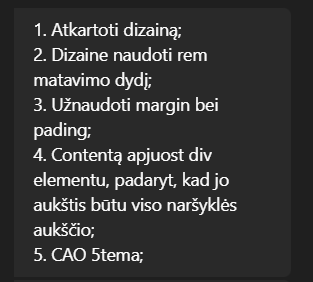 1. Atkartoti dizainą;
2. Dizaine naudoti rem
matavimo dydį;
3. Užnaudoti margin bei
pading;
4. Contentą apjuost div
elementu, padaryt, kad jo
aukštis būtu viso naršyklės
aukščio;
5. CAO 5tema;